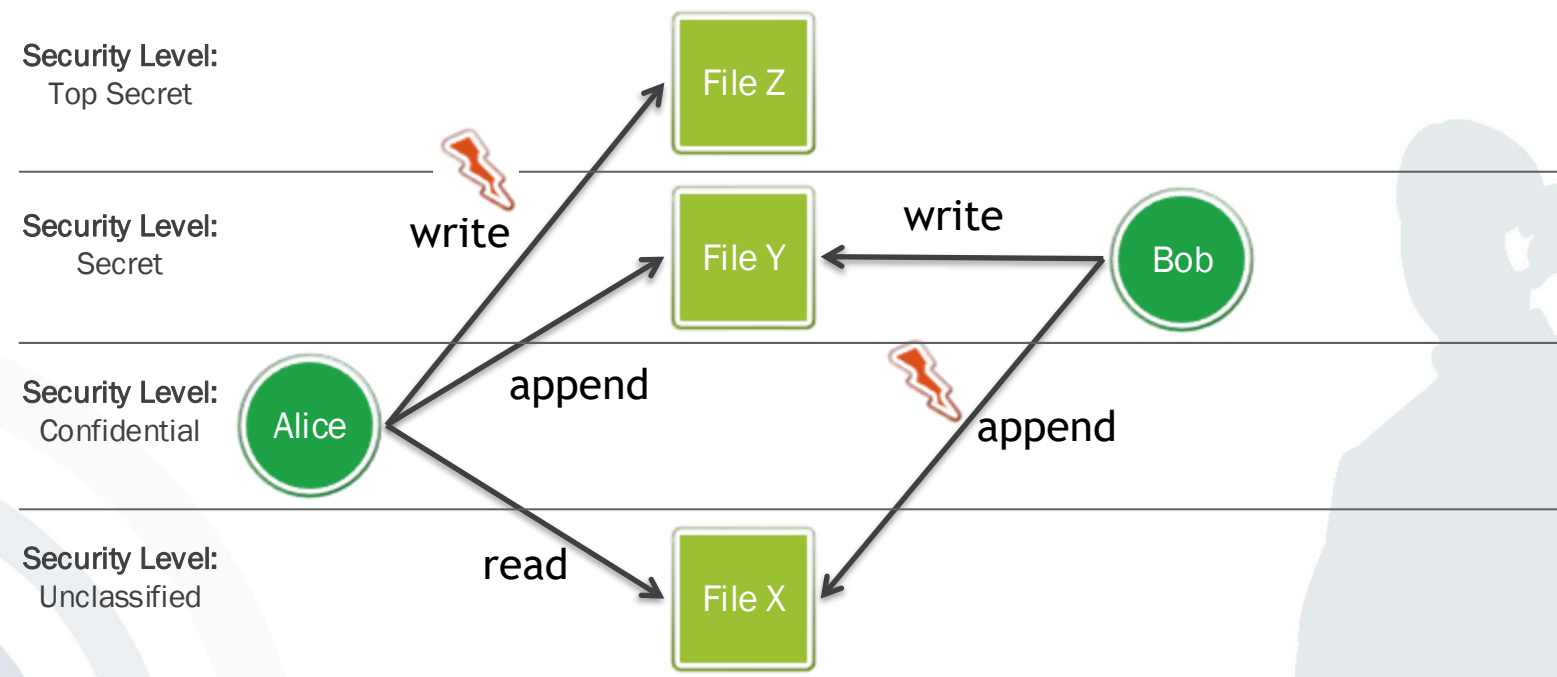 Security Level:
Top Secret
File Z
Security Level:
Secret
write
File Y
write
Bob
Security Level:
Confidential
Alice
append
append
Security Level:
Unclassified
read
File X